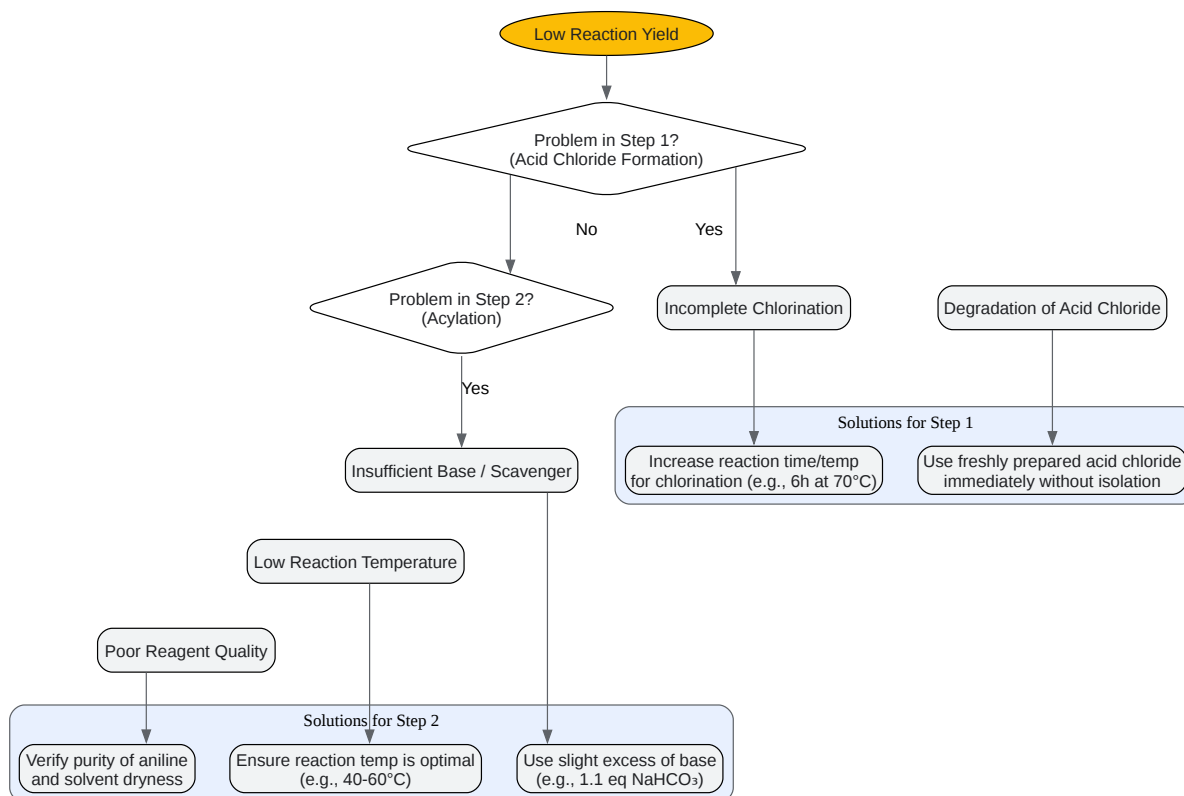 Low Reaction Yield
Problem in Step 1?
(Acid Chloride Formation)
No
Yes
Problem in Step 2?
(Acylation)
Incomplete Chlorination
Degradation of Acid Chloride
Yes
Solutions for Step 1
Insufficient Base / Scavenger
Increase reaction time/temp
for chlorination (e.g., 6h at 70°C)
Use freshly prepared acid chloride
immediately without isolation
Low Reaction Temperature
Poor Reagent Quality
Solutions for Step 2
Verify purity of aniline
and solvent dryness
Ensure reaction temp is optimal
(e.g., 40-60°C)
Use slight excess of base
(e.g., 1.1 eq NaHCO₃)